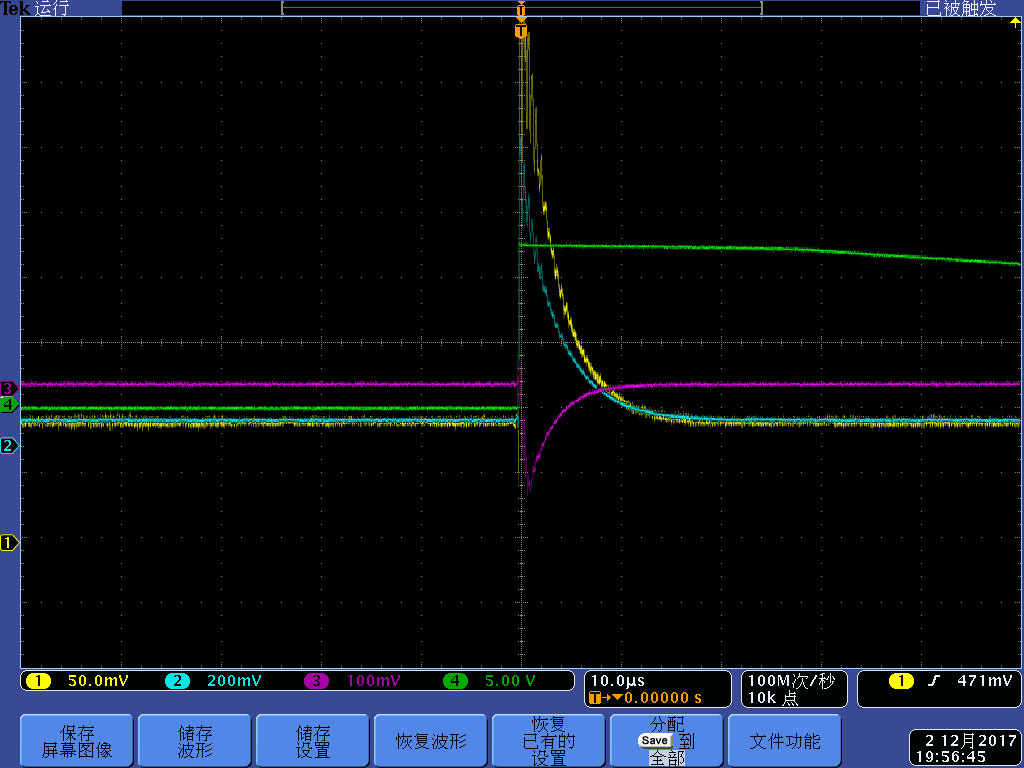 Tek 运行
已被触发
T
T
3
4
2
1
1 50.0mV 2 200mV 3 100mV 4 5.00 V
10.0µs
T→▼0.00000 s
100M次/秒
10k 点
1 471mV
保存
屏幕图像
储存
波形
储存
设置
恢复波形
恢复
已有的
设置
分配
Save 到
全部
文件功能
2 12月2017
19:56:45